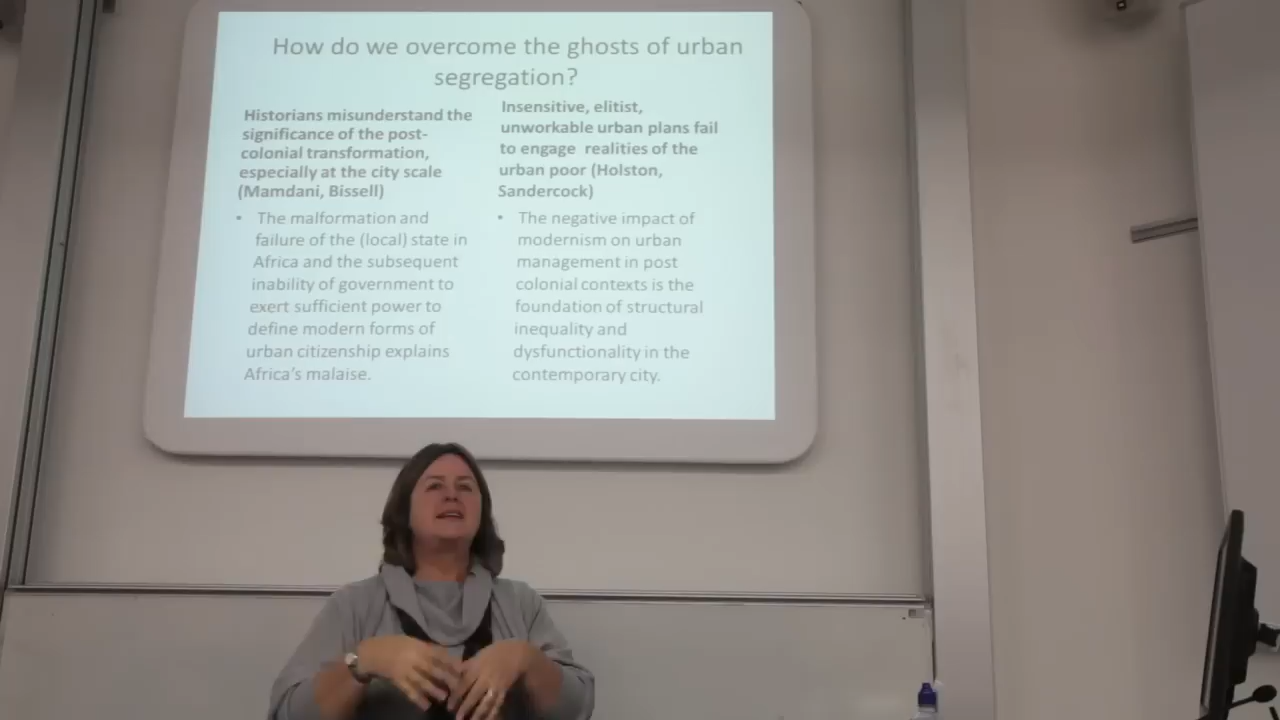 How do we overcome the ghosts of urban
segregation?
Historians misunderstand the
significance of the post-
colonial transformation,
especially at the city scale
(Mamdani, Bissell)
• The malformation and
failure of the (local) state in
Africa and the subsequent
inability of government to
exert sufficient power to
define modern forms of
urban citizenship explains
Africa's malaise.
Insensitive, elitist,
unworkable urban plans fail
to engage realities of the
urban poor (Holston,
Sandercock)
• The negative impact of
modernism on urban
management in post
colonial contexts is the
foundation of structural
inequality and
dysfunctionality in the
contemporary city.